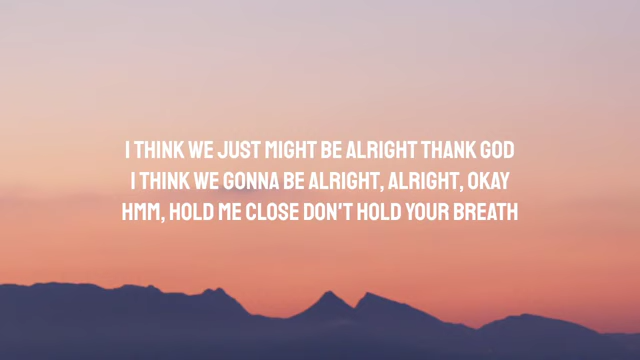 I THINK WE JUST MIGHT BE ALRIGHT THANK GOD
I THINK WE GONNA BE ALRIGHT, ALRIGHT, OKAY
HMM, HOLD ME CLOSE DON'T HOLD YOUR BREATH